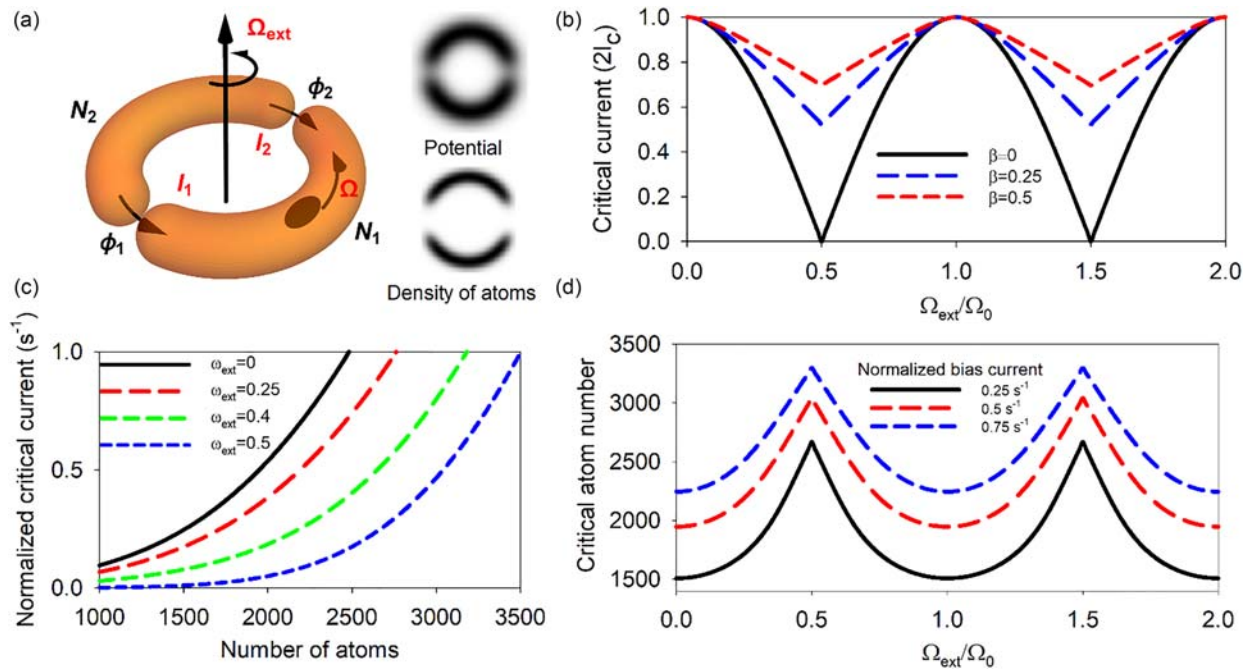 (a)
Ωext
N2
ϕ2
I2
I1
Ω
N1
ϕ1
Potential
Density of atoms
(b)
Critical current (2IC)
1.0
0.8
0.6
0.4
0.2
0.0
β=0
β=0.25
β=0.5
0.0 0.5 1.0 1.5 2.0
Ωext/Ω0
(c)
Normalized critical current (s-1)
1.0
0.5
0.0
ωext=0
ωext=0.25
ωext=0.4
ωext=0.5
1000 1500 2000 2500 3000 3500
Number of atoms
(d)
Critical atom number
3500
3000
2500
2000
1500
Normalized bias current
0.25 s-1
0.5 s-1
0.75 s-1
0.0 0.5 1.0 1.5 2.0
Ωext/Ω0